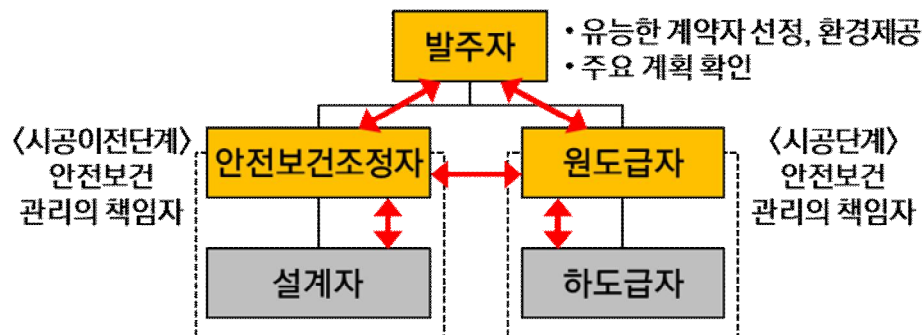 발주자
• 유능한 계약자 선정, 환경제공
• 주요 계획 확인
<시공이전단계>
안전보건
관리의 책임자
안전보건조정자
원도급자
<시공단계>
안전보건
관리의 책임자
설계자
하도급자